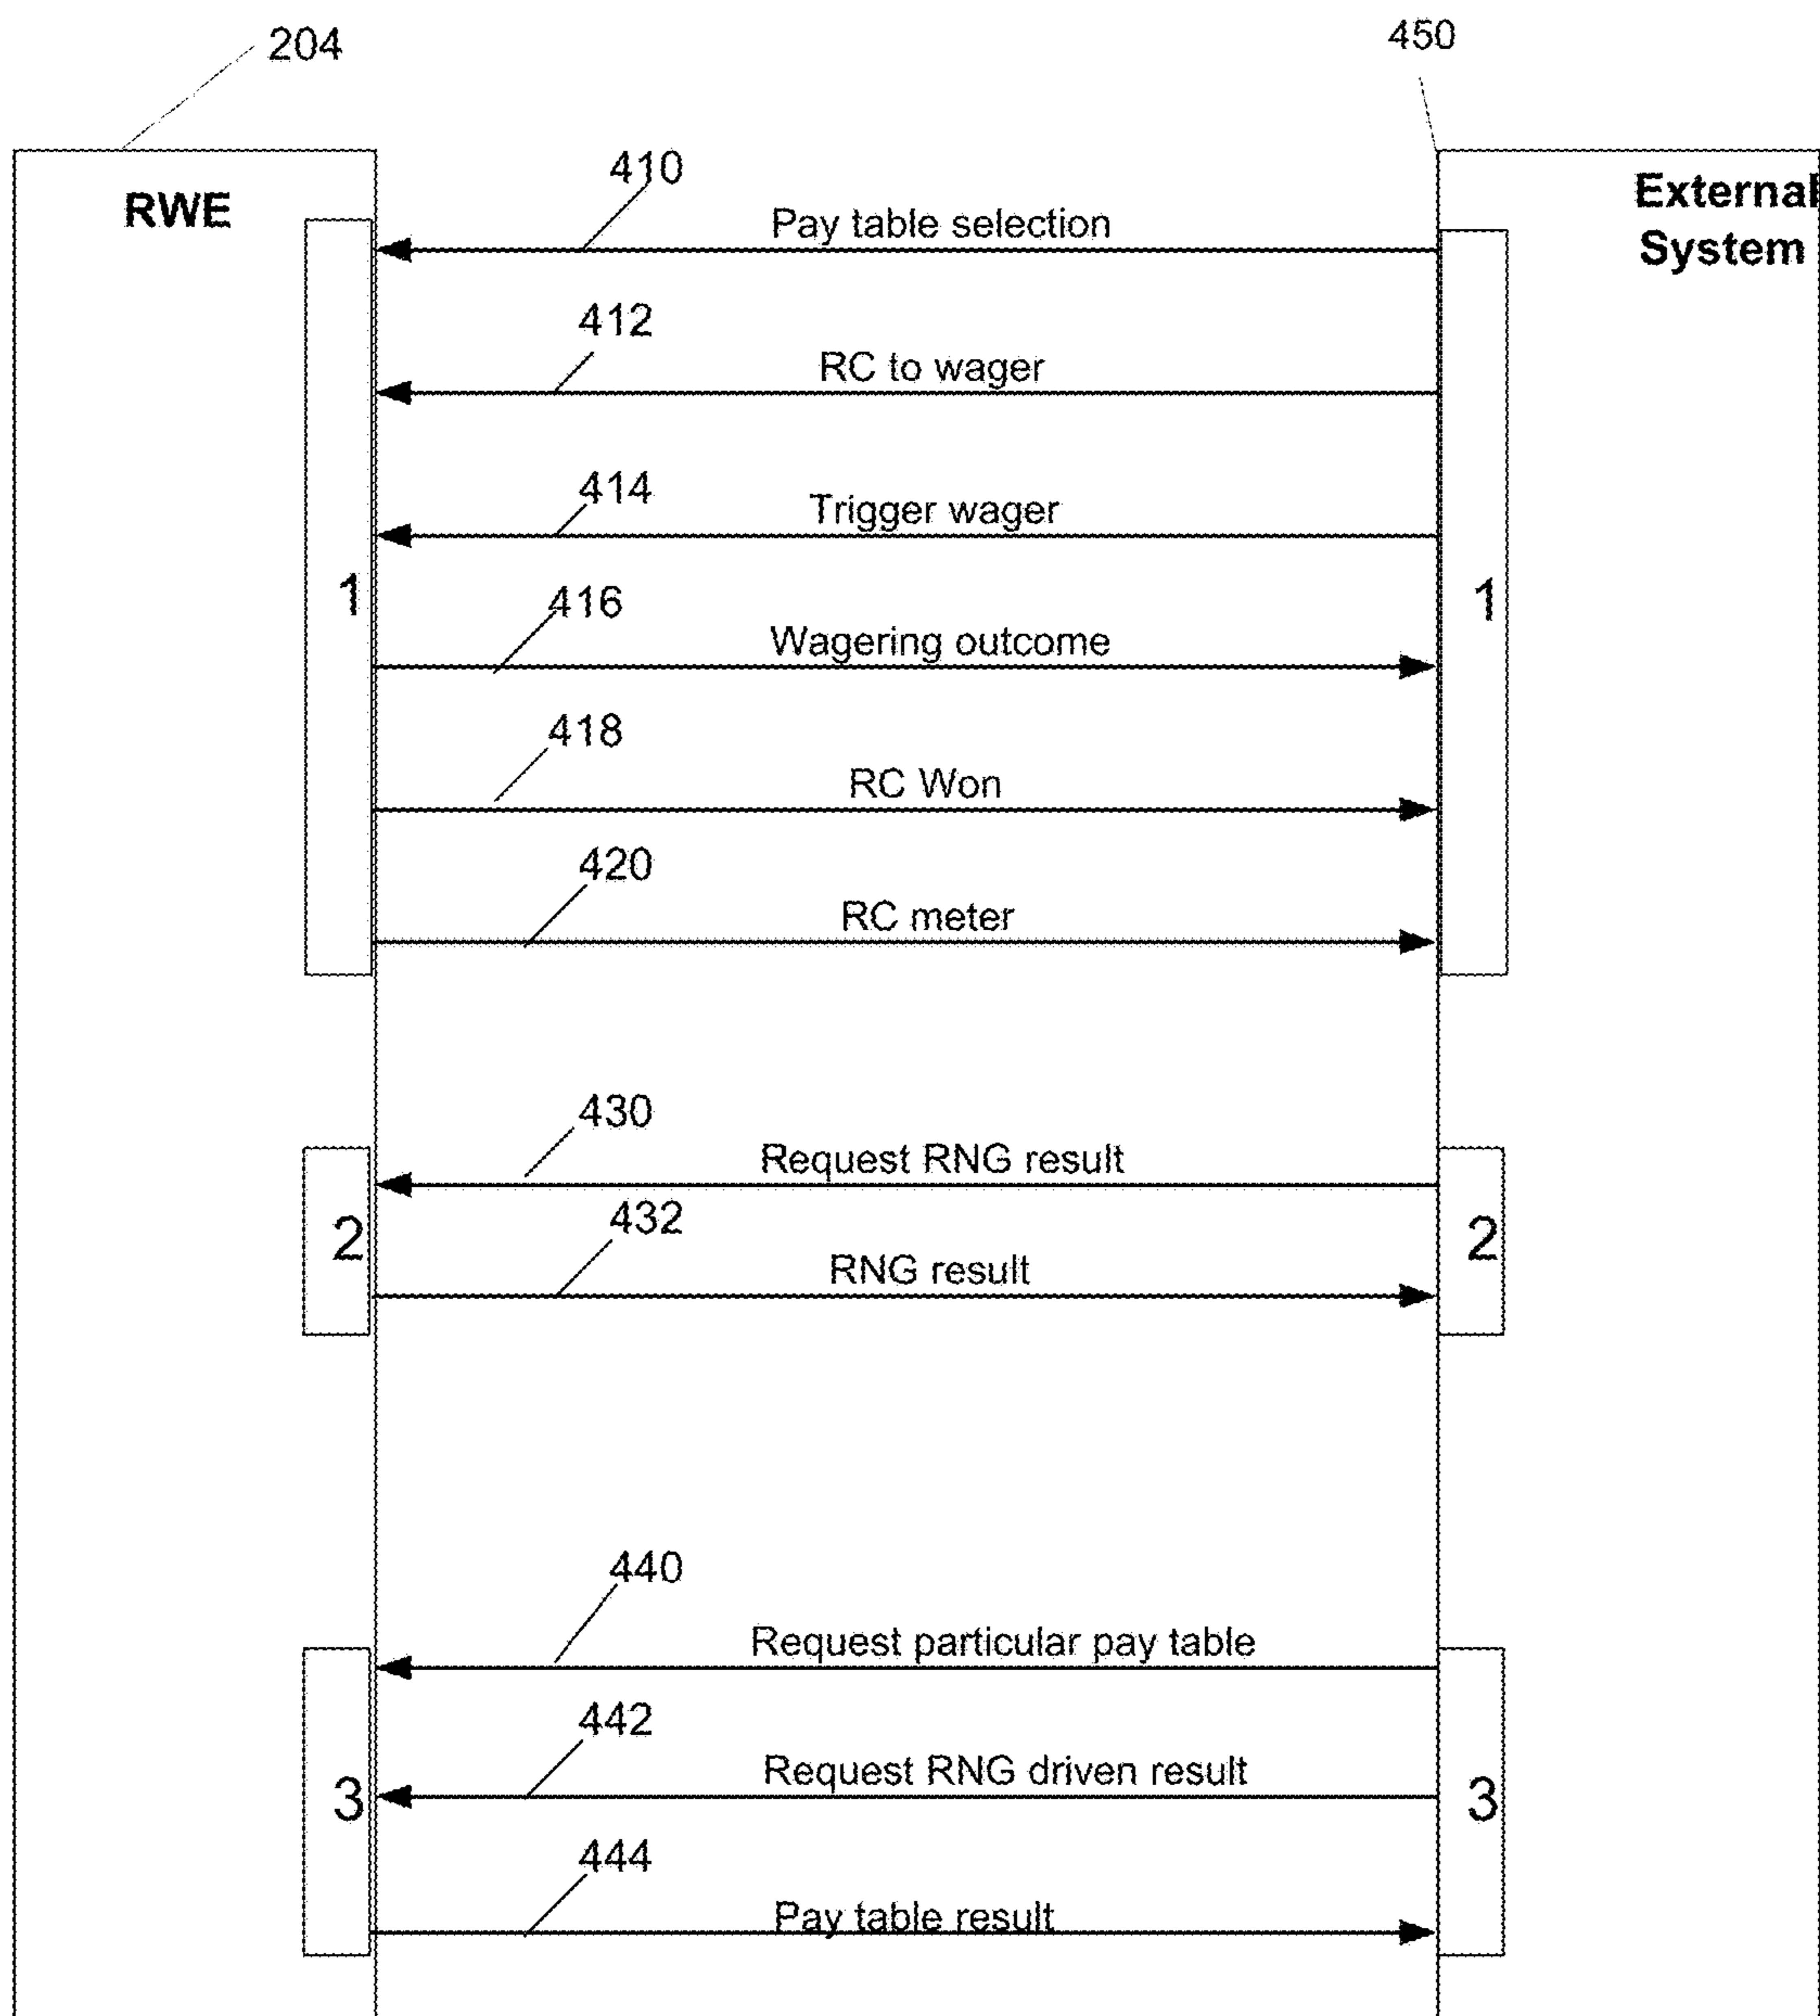 204
450
RWE
External
System
410
Pay table selection
412
RC to wager
414
Trigger wager
1
1
416
Wagering outcome
418
RC Won
420
RC meter
430
Request RNG result
2
2
432
RNG result
440
Request particular pay table
442
Request RNG driven result
3
3
444
Pay table result